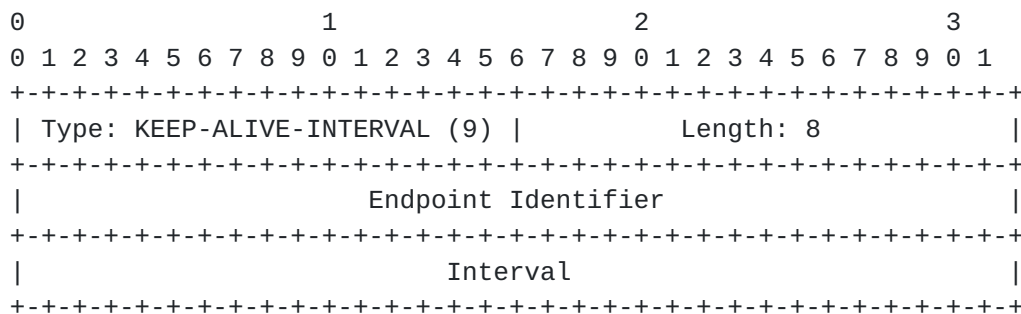 0                   1                   2                   3
0 1 2 3 4 5 6 7 8 9 0 1 2 3 4 5 6 7 8 9 0 1 2 3 4 5 6 7 8 9 0 1
+-+-+-+-+-+-+-+-+-+-+-+-+-+-+-+-+-+-+-+-+-+-+-+-+-+-+-+-+-+-+-+-+
| Type: KEEP-ALIVE-INTERVAL (9) |          Length: 8            |
+-+-+-+-+-+-+-+-+-+-+-+-+-+-+-+-+-+-+-+-+-+-+-+-+-+-+-+-+-+-+-+-+
|                      Endpoint Identifier                      |
+-+-+-+-+-+-+-+-+-+-+-+-+-+-+-+-+-+-+-+-+-+-+-+-+-+-+-+-+-+-+-+-+
|                           Interval                            |
+-+-+-+-+-+-+-+-+-+-+-+-+-+-+-+-+-+-+-+-+-+-+-+-+-+-+-+-+-+-+-+-+